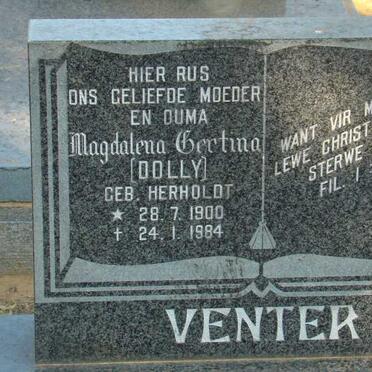 HIER RUS
ONS GELIEFDE MOEDER
EN OUMA
Magdalena Gertina
[DOLLY]
GEB. HERHOLDT
★ 28.7.1900
✝ 24.1.1984
WANT VIR
LEWE CHRIST
STERWE
FIL. 1
VENTER